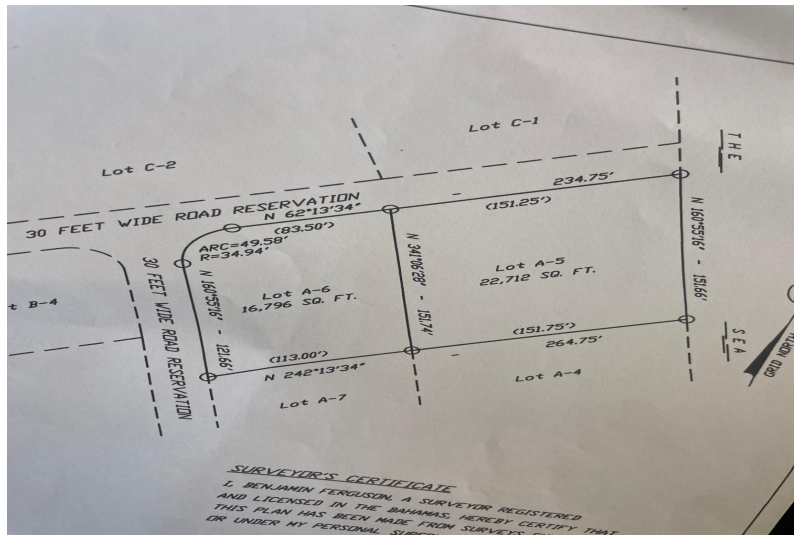 Lot C-1
THE
Lot C-2
234.75'
30 FEET WIDE ROAD RESERVATION
N 62°13'34"
(83.50')
(151.25')
ARC=49.58'
R=34.94'
N 160°55'16" - 151.66'
N 341°06'28" - 151.74'
Lot A-5
22,712 SQ. FT.
t B-4
30 FEET WIDE ROAD RESERVATION
N 160°55'16" - 121.66'
Lot A-6
16,796 SQ. FT.
(151.75')
264.75'
SEA
(113.00')
N 242°13'34"
GRID NORTH
Lot A-7
Lot A-4
SURVEYOR'S CERTIFICATE
I, BENJAMIN FERGUSON, A SURVEYOR REGISTERED
AND LICENSED IN THE BAHAMAS, HEREBY CERTIFY THAT
THIS PLAN HAS BEEN MADE FROM SURVEYS
OR UNDER MY PERSONAL